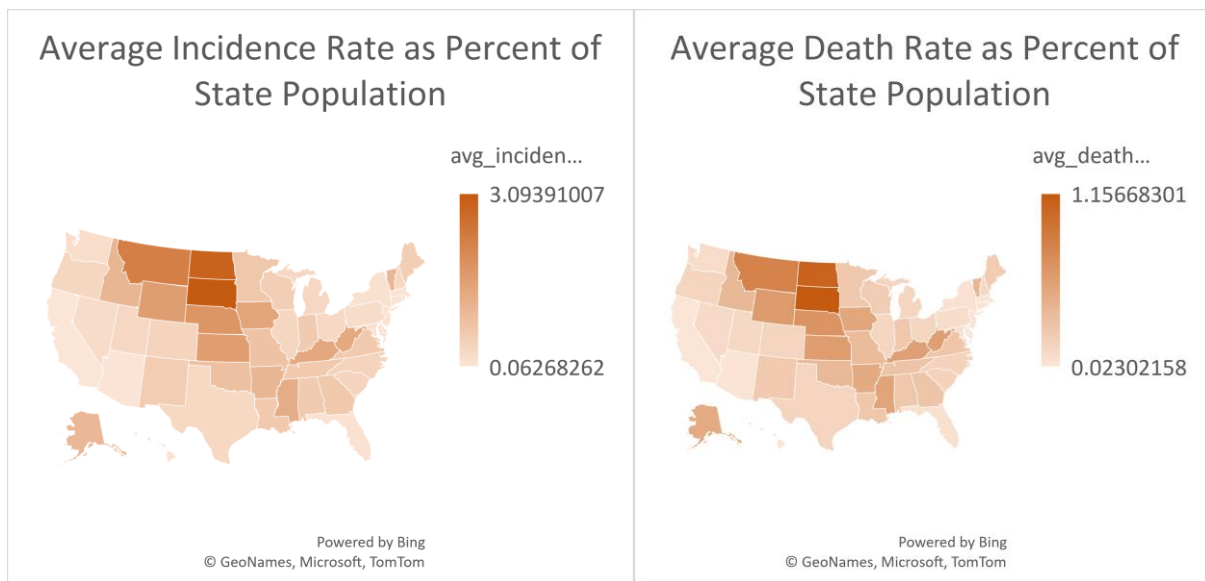 Average Incidence Rate as Percent of
State Population
avg_inciden...
3.09391007
0.06268262
Powered by Bing
© GeoNames, Microsoft, TomTom
Average Death Rate as Percent of
State Population
avg_death...
1.15668301
0.02302158
Powered by Bing
© GeoNames, Microsoft, TomTom